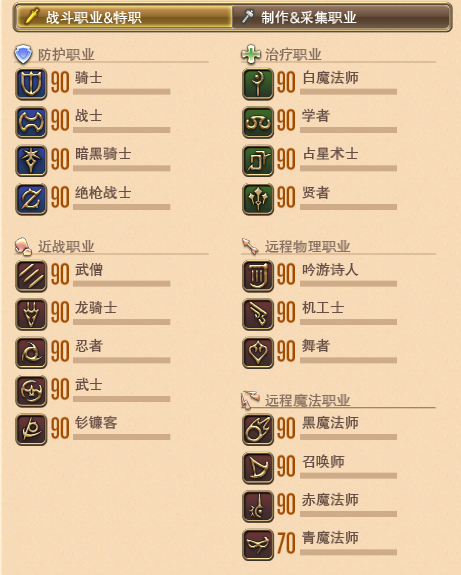 战斗职业&特职
制作&采集职业
防护职业
90 骑士
90 战士
90 暗黑骑士
90 绝枪战士
近战职业
90 武僧
90 龙骑士
90 忍者
90 武士
90 钐镰客
治疗职业
90 白魔法师
90 学者
90 占星术士
90 贤者
远程物理职业
90 吟游诗人
90 机工士
90 舞者
远程魔法职业
90 黑魔法师
90 召唤师
90 赤魔法师
70 青魔法师